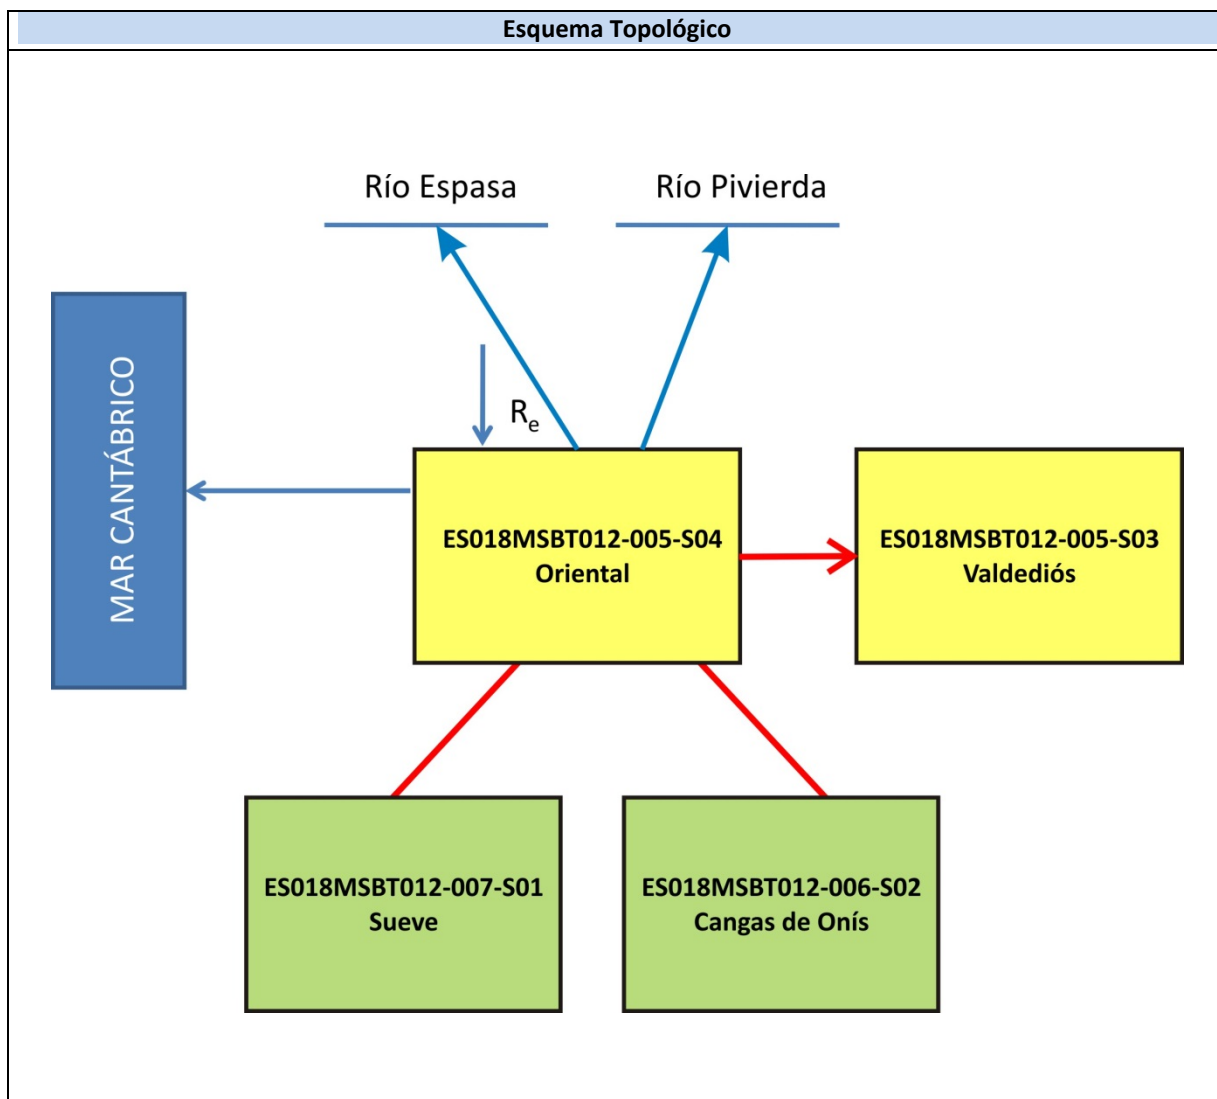 Esquema Topológico
Río Espasa
Río Pivierda
MAR CANTÁBRICO
Re
ES018MSBT012-005-S04
Oriental
ES018MSBT012-005-S03
Valdediós
ES018MSBT012-007-S01
Sueve
ES018MSBT012-006-S02
Cangas de Onís